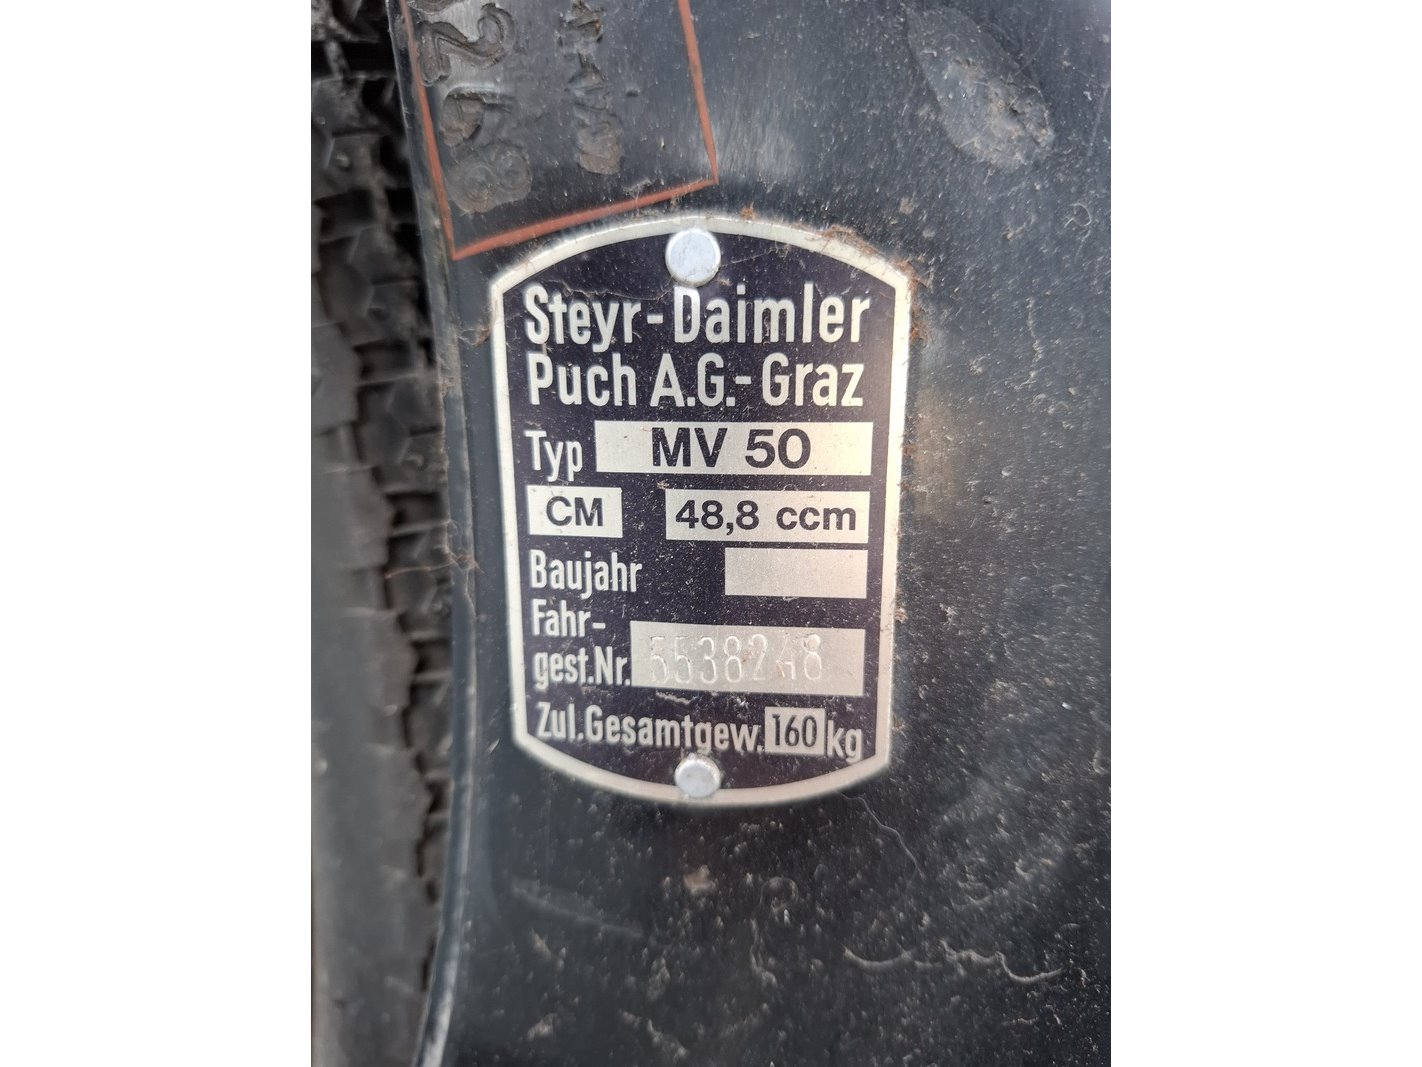 Steyr-Daimler
Puch A.G.-Graz
Typ MV 50
CM 48,8 ccm
Baujahr
Fahr-
gest.Nr. 5538248
Zul.Gesamtgew. 160 kg